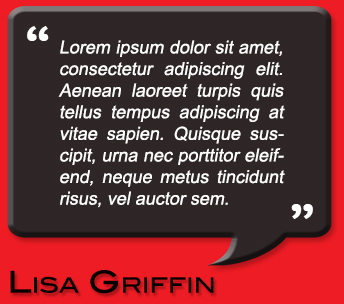 “Lorem ipsum dolor sit amet,
consectetur adipiscing elit.
Aenean laoreet turpis quis
tellus tempus adipiscing at
vitae sapien. Quisque sus-
cipit, urna nec porttitor eleif-
end, neque metus tincidunt
risus, vel auctor sem.
”
Lisa Griffin